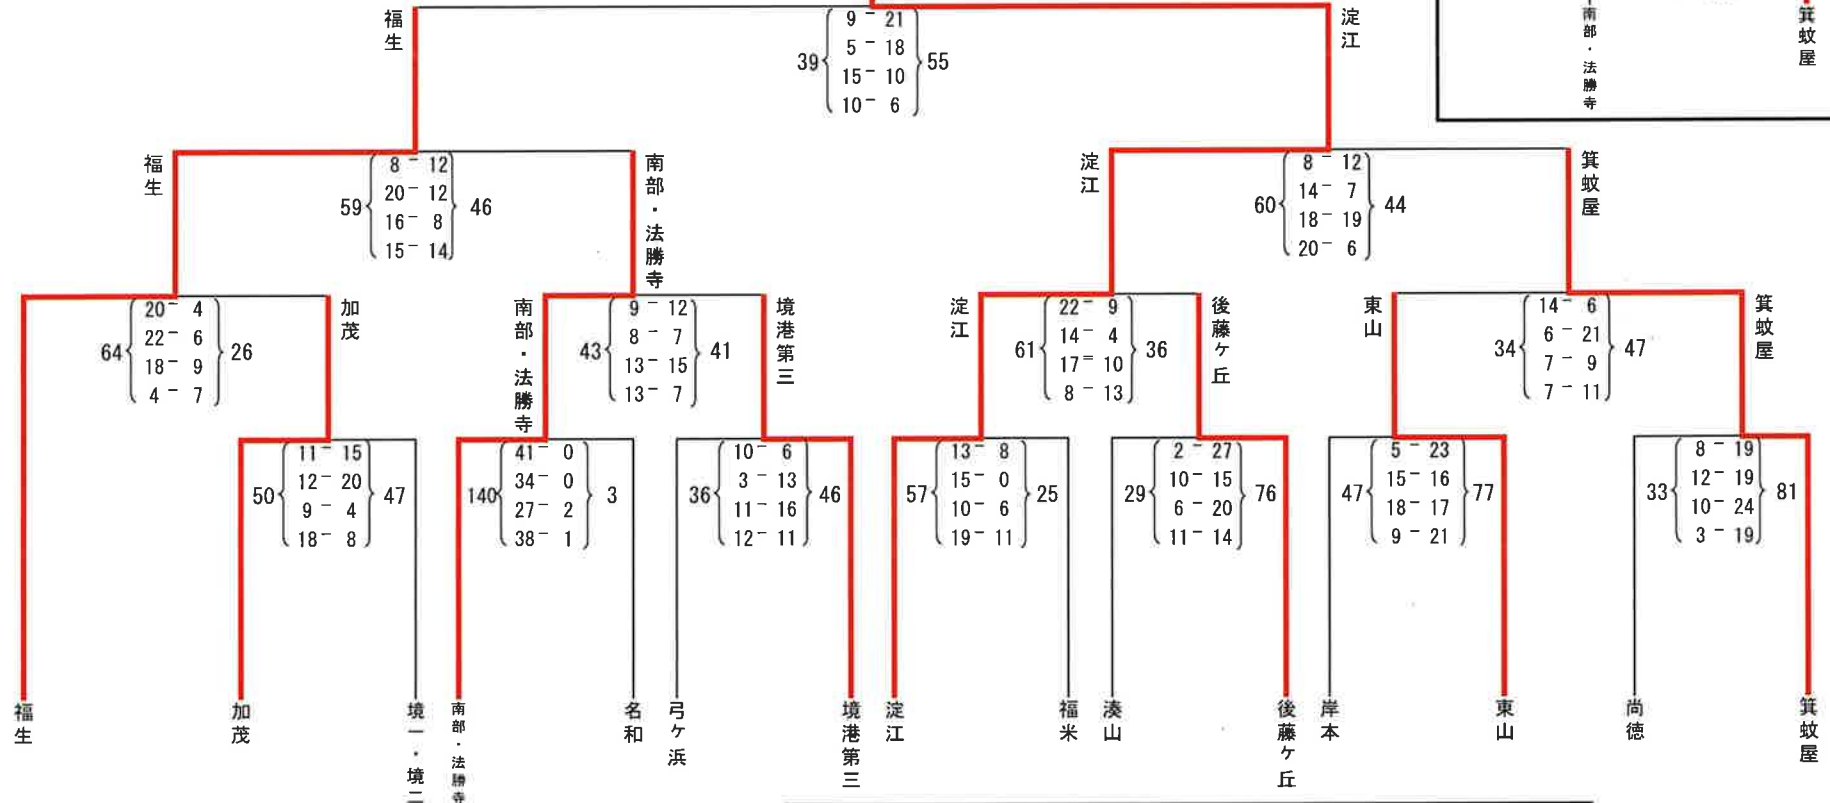 福生
9 - 21
5 - 18
15 - 10
10 - 6
39
55
淀江
南部・法勝寺
箕蚊屋
福生
8 - 12
20 - 12
16 - 8
15 - 14
59
46
南部・法勝寺
淀江
8 - 12
14 - 7
18 - 19
20 - 6
60
44
箕蚊屋
20 - 4
22 - 6
18 - 9
4 - 7
64
26
加茂
南部・法勝寺
9 - 12
8 - 7
13 - 15
13 - 7
43
41
境港第三
淀江
22 - 9
14 - 4
17 = 10
8 - 13
61
36
後藤ヶ丘
東山
14 - 6
6 - 21
7 - 9
7 - 11
34
47
箕蚊屋
11 - 15
12 - 20
9 - 4
18 - 8
50
47
41 - 0
34 - 0
27 - 2
38 - 1
140
3
10 - 6
3 - 13
11 - 16
12 - 11
36
46
13 - 8
15 - 0
10 - 6
19 - 11
57
25
2 - 27
10 - 15
6 - 20
11 - 14
29
76
5 - 23
15 - 16
18 - 17
9 - 21
47
77
8 - 19
12 - 19
10 - 24
3 - 19
33
81
福生
加茂
境一・境二
南部・法勝寺
名和
弓ヶ浜
境港第三
淀江
福米
湊山
後藤ヶ丘
岸本
東山
尚徳
箕蚊屋